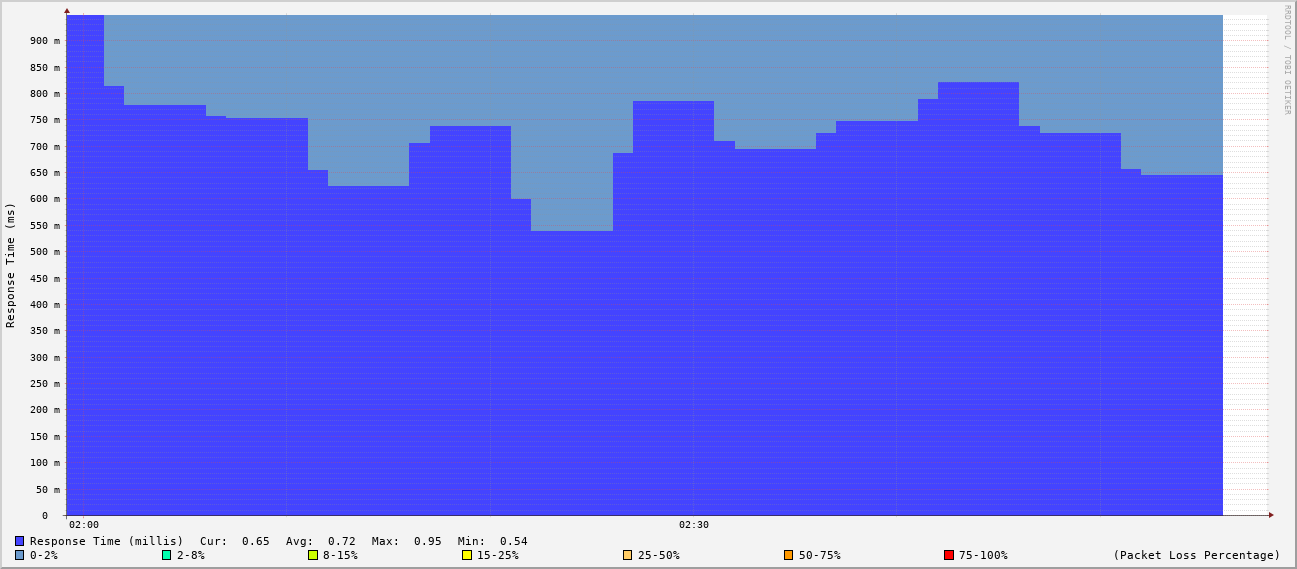 RRDTOOL / TOBI OETIKER
Response Time (ms)
900 m
850 m
800 m
750 m
700 m
650 m
600 m
550 m
500 m
450 m
400 m
350 m
300 m
250 m
200 m
150 m
100 m
50 m
0
02:00 02:30
Response Time (millis) Cur: 0.65 Avg: 0.72 Max: 0.95 Min: 0.54
0-2% 2-8% 8-15% 15-25% 25-50% 50-75% 75-100% (Packet Loss Percentage)